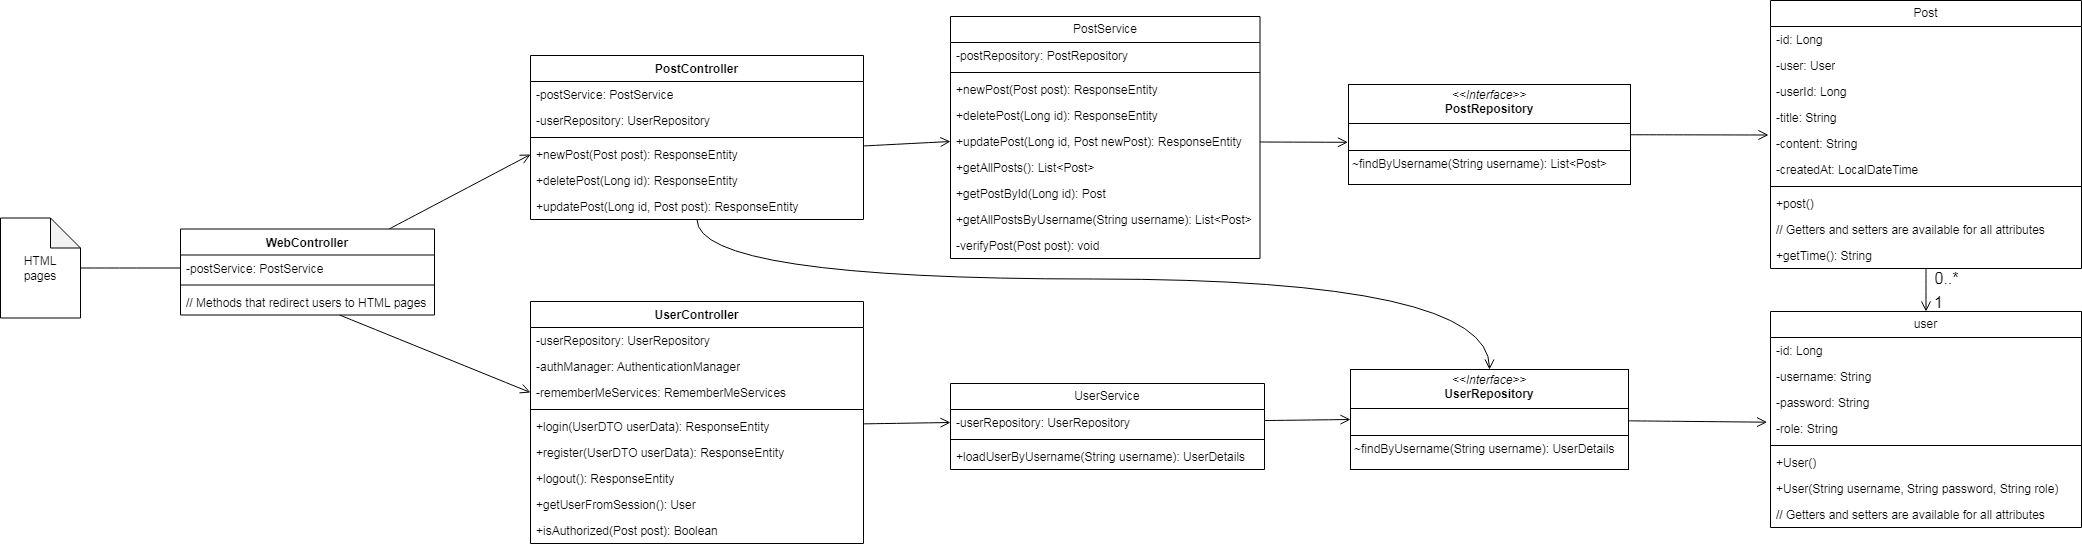 HTML
pages
WebController
-postService: PostService
// Methods that redirect users to HTML pages
PostController
-postService: PostService
-userRepository: UserRepository
+newPost(Post post): ResponseEntity
+deletePost(Long id): ResponseEntity
+updatePost(Long id, Post post): ResponseEntity
UserController
-userRepository: UserRepository
-authManager: AuthenticationManager
-rememberMeServices: RememberMeServices
+login(UserDTO userData): ResponseEntity
+register(UserDTO userData): ResponseEntity
+logout(): ResponseEntity
+getUserFromSession(): User
+isAuthorized(Post post): Boolean
PostService
-postRepository: PostRepository
+newPost(Post post): ResponseEntity
+deletePost(Long id): ResponseEntity
+updatePost(Long id, Post newPost): ResponseEntity
+getAllPosts(): List<Post>
+getPostById(Long id): Post
+getAllPostsByUsername(String username): List<Post>
-verifyPost(Post post): void
UserService
-userRepository: UserRepository
+loadUserByUsername(String username): UserDetails
<<Interface>>
PostRepository
~findByUsername(String username): List<Post>
<<Interface>>
UserRepository
~findByUsername(String username): UserDetails
Post
-id: Long
-user: User
-userId: Long
-title: String
-content: String
-createdAt: LocalDateTime
+post()
// Getters and setters are available for all attributes
+getTime(): String
0..*
1
user
-id: Long
-username: String
-password: String
-role: String
+User()
+User(String username, String password, String role)
// Getters and setters are available for all attributes